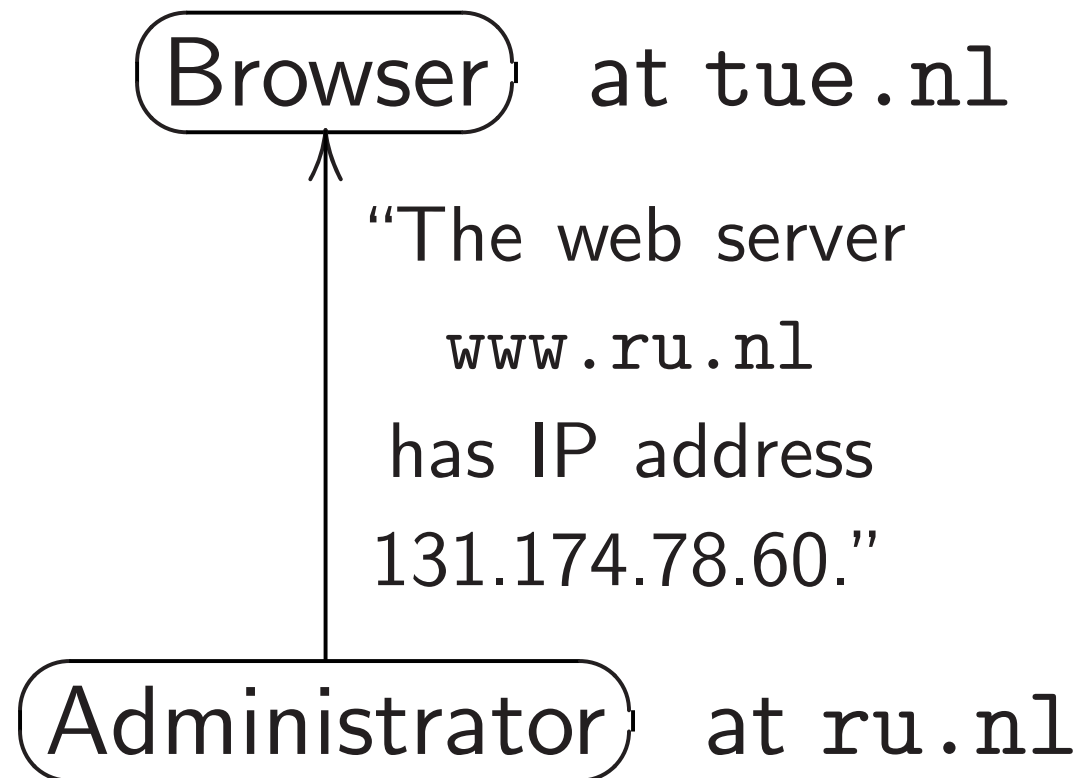 Browser at tue.nl
“The web server
www.ru.nl
has IP address
131.174.78.60.”
Administrator at ru.nl